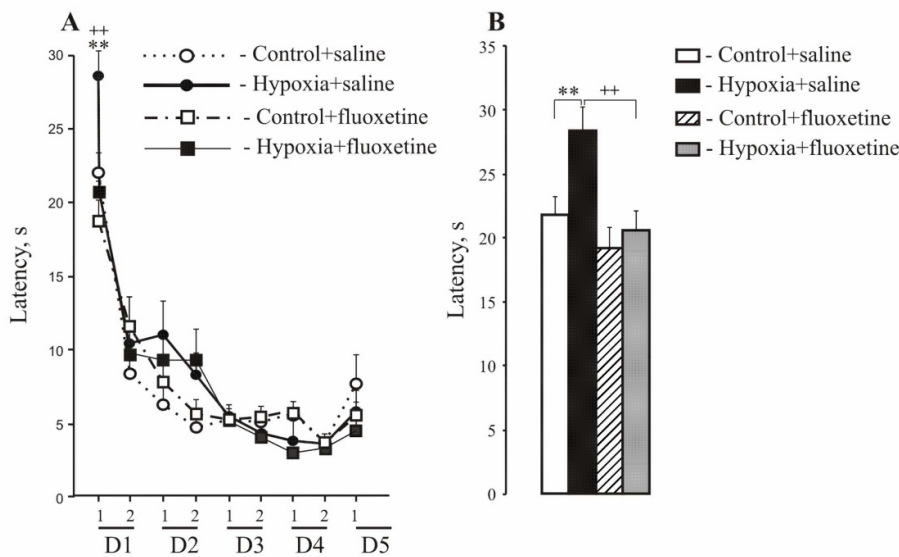 A
++
**
- Control+saline
- Hypoxia+saline
- Control+fluoxetine
- Hypoxia+fluoxetine
Latency, s
30
25
20
15
10
5
0
1 2 1 2 1 2 1 2 1
D1 D2 D3 D4 D5
B
- Control+saline
- Hypoxia+saline
- Control+fluoxetine
- Hypoxia+fluoxetine
** ++
Latency, s
35
30
25
20
15
10
5
0